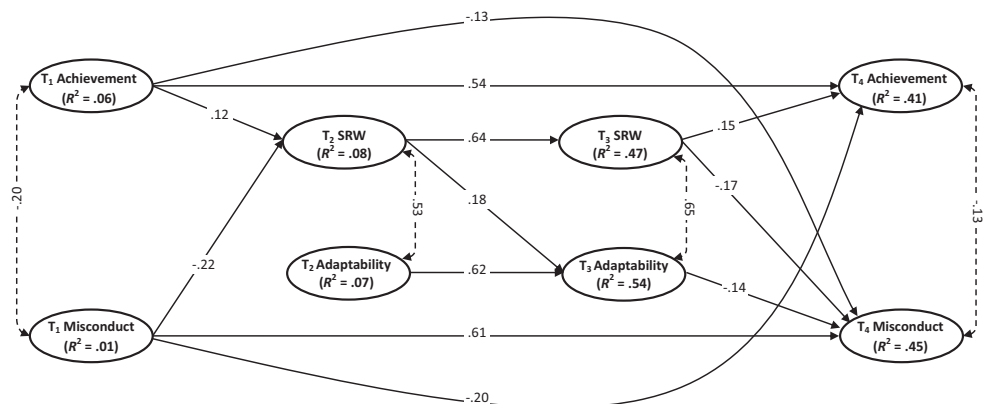 -.13
T₁ Achievement
(R² = .06)
.54
T₄ Achievement
(R² = .41)
.12
.15
T₂ SRW
(R² = .08)
.64
T₃ SRW
(R² = .47)
-.20
.53
.18
.65
-.17
-.13
-.22
T₂ Adaptability
(R² = .07)
.62
T₃ Adaptability
(R² = .54)
-.14
T₁ Misconduct
(R² = .01)
.61
T₄ Misconduct
(R² = .45)
-.20